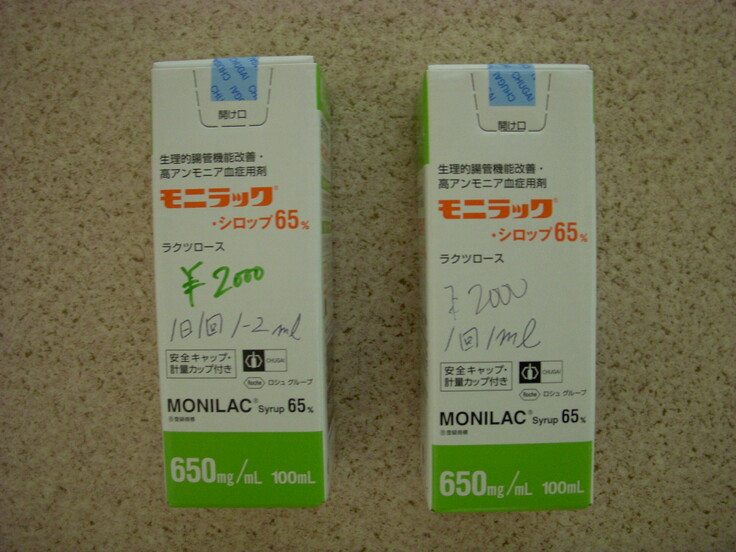 CHUGAI
開け口
生理的腸管機能改善・
高アンモニア血症用剤
モニラック®
・シロップ65%
ラクツロース
¥2000
1日1回 1-2ml
安全キャップ・
計量カップ付き
CHUGAI
Roche ロシュ グループ
MONILAC® Syrup 65%
650mg/mL 100mL
CHUGAI
開け口
生理的腸管機能改善・
高アンモニア血症用剤
モニラック®
・シロップ65%
ラクツロース
¥2000
1回1ml
安全キャップ・
計量カップ付き
CHUGAI
Roche ロシュ グループ
MONILAC® Syrup 65%
650mg/mL 100mL